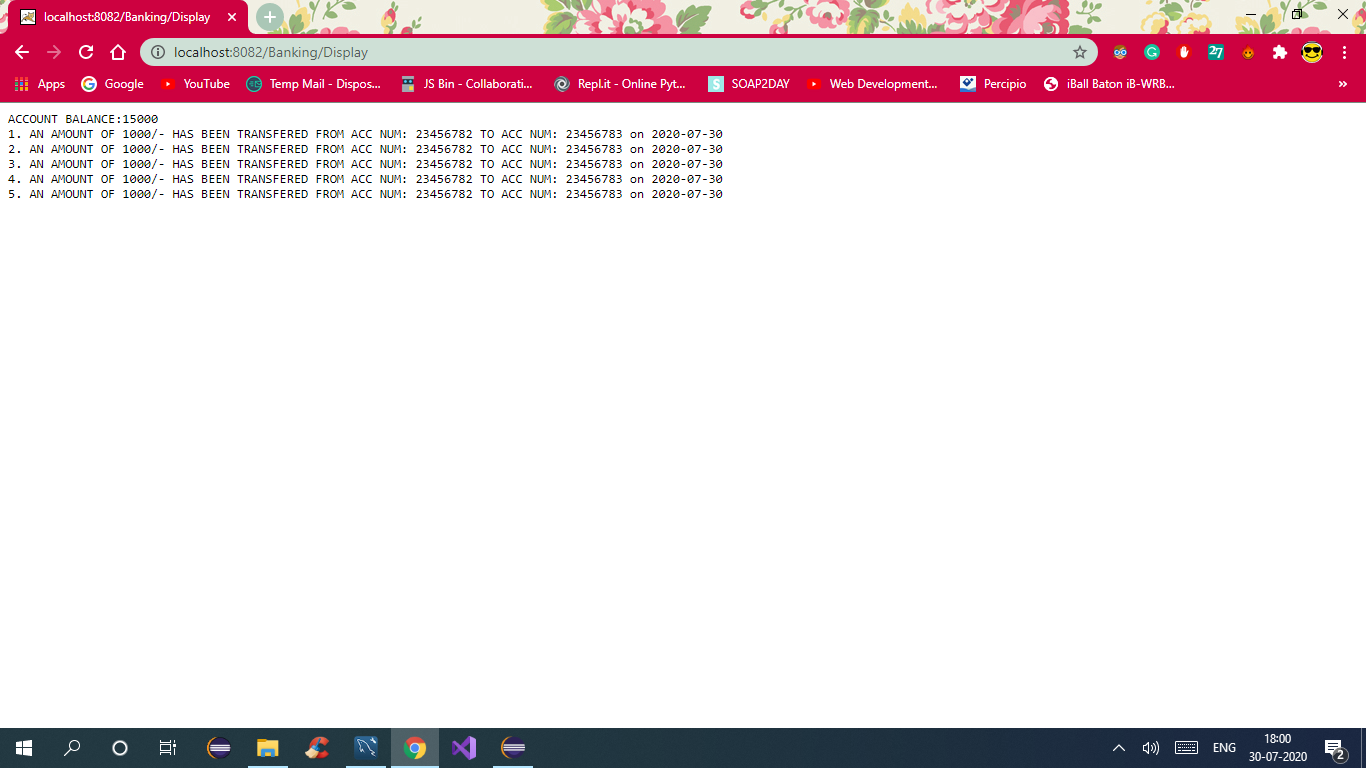 localhost:8082/Banking/Display
localhost:8082/Banking/Display
27
Apps Google YouTube Temp Mail - Dispos... JS Bin - Collaborati... Repl.it - Online Pyt... SOAP2DAY Web Development... Percipio iBall Baton iB-WRB... »
ACCOUNT BALANCE:15000
1. AN AMOUNT OF 1000/- HAS BEEN TRANSFERED FROM ACC NUM: 23456782 TO ACC NUM: 23456783 on 2020-07-30
2. AN AMOUNT OF 1000/- HAS BEEN TRANSFERED FROM ACC NUM: 23456782 TO ACC NUM: 23456783 on 2020-07-30
3. AN AMOUNT OF 1000/- HAS BEEN TRANSFERED FROM ACC NUM: 23456782 TO ACC NUM: 23456783 on 2020-07-30
4. AN AMOUNT OF 1000/- HAS BEEN TRANSFERED FROM ACC NUM: 23456782 TO ACC NUM: 23456783 on 2020-07-30
5. AN AMOUNT OF 1000/- HAS BEEN TRANSFERED FROM ACC NUM: 23456782 TO ACC NUM: 23456783 on 2020-07-30
ENG
18:00
30-07-2020
2